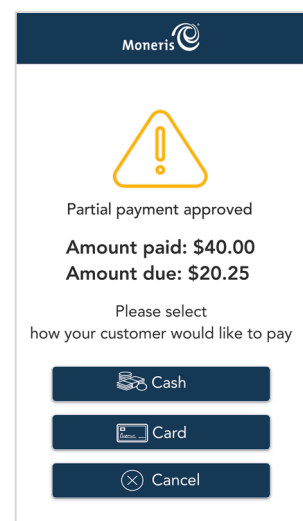 Moneris
Partial payment approved
Amount paid: $40.00
Amount due: $20.25
Please select
how your customer would like to pay
Cash
Card
Cancel